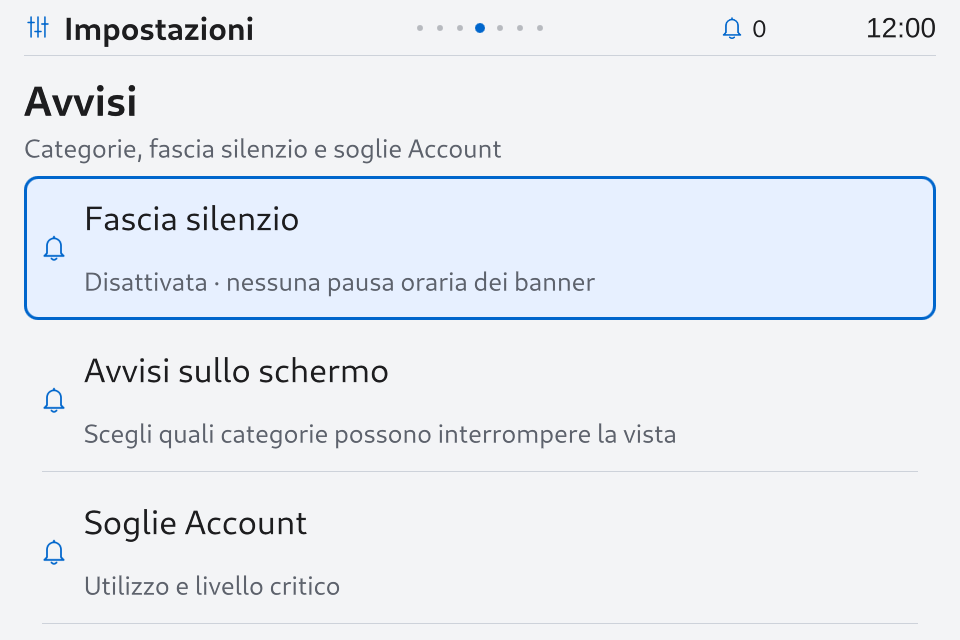 Impostazioni
0
12:00
Avvisi
Categorie, fascia silenzio e soglie Account
Fascia silenzio
Disattivata · nessuna pausa oraria dei banner
Avvisi sullo schermo
Scegli quali categorie possono interrompere la vista
Soglie Account
Utilizzo e livello critico